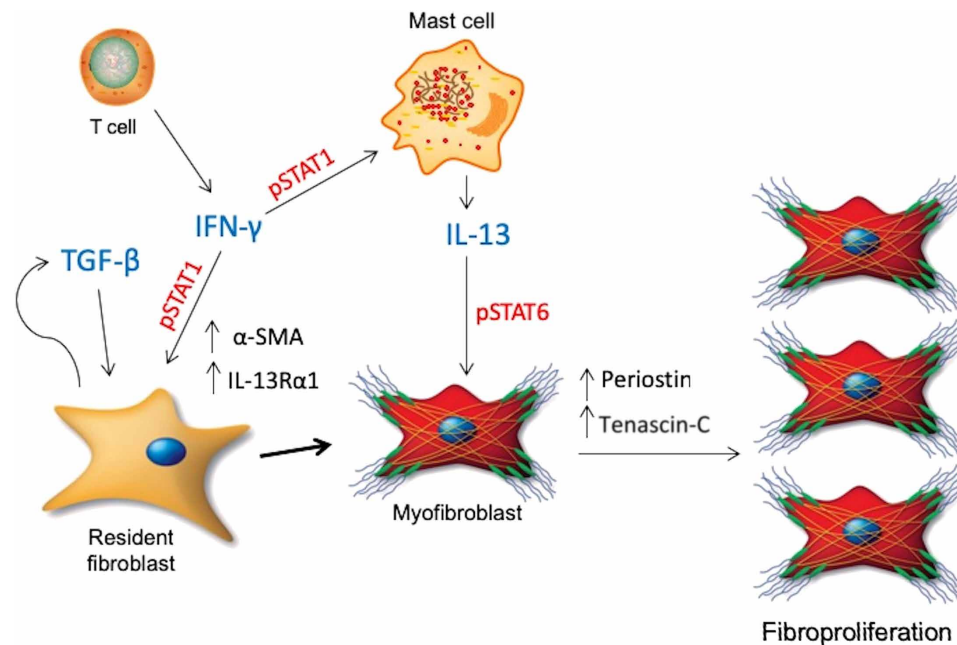 Mast cell
T cell
pSTAT1
IFN-γ
IL-13
TGF-β
pSTAT1
pSTAT6
α-SMA
IL-13Rα1
Periostin
Tenascin-C
Resident
fibroblast
Myofibroblast
Fibroproliferation